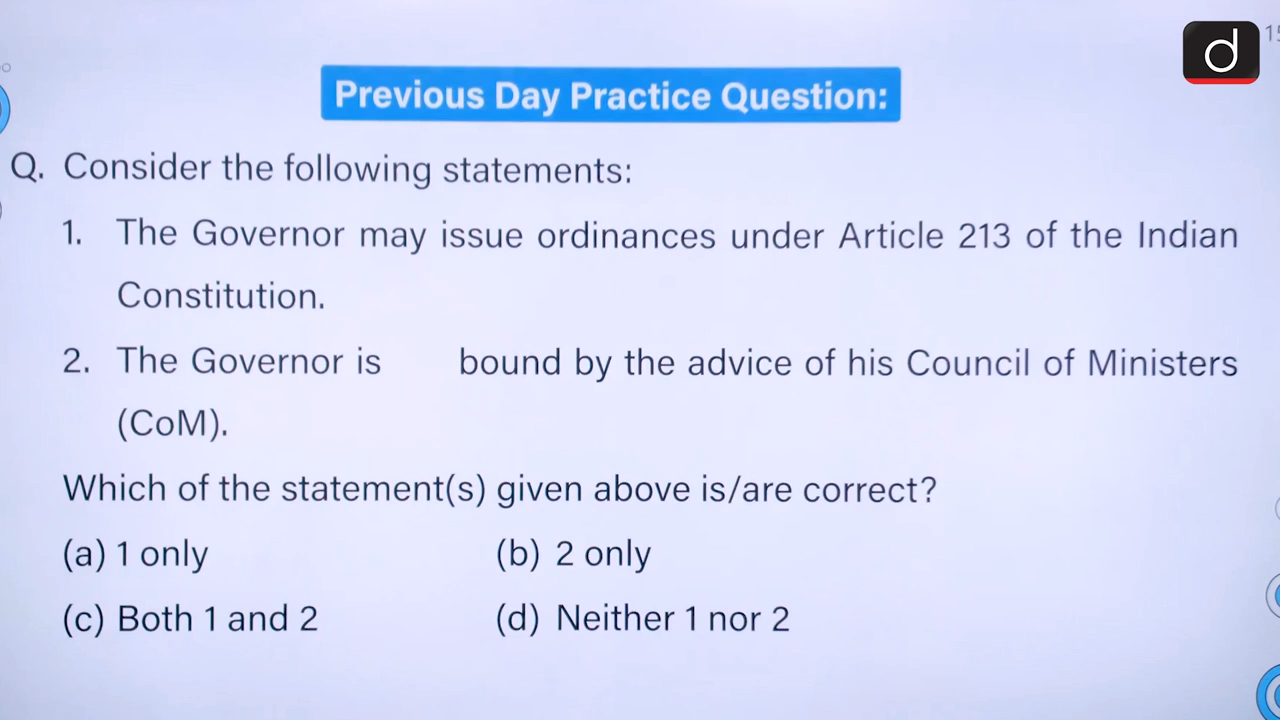 d
15
Previous Day Practice Question:
Q. Consider the following statements:
1. The Governor may issue ordinances under Article 213 of the Indian
Constitution.
2. The Governor is bound by the advice of his Council of Ministers
(CoM).
Which of the statement(s) given above is/are correct?
(a) 1 only (b) 2 only
(c) Both 1 and 2 (d) Neither 1 nor 2